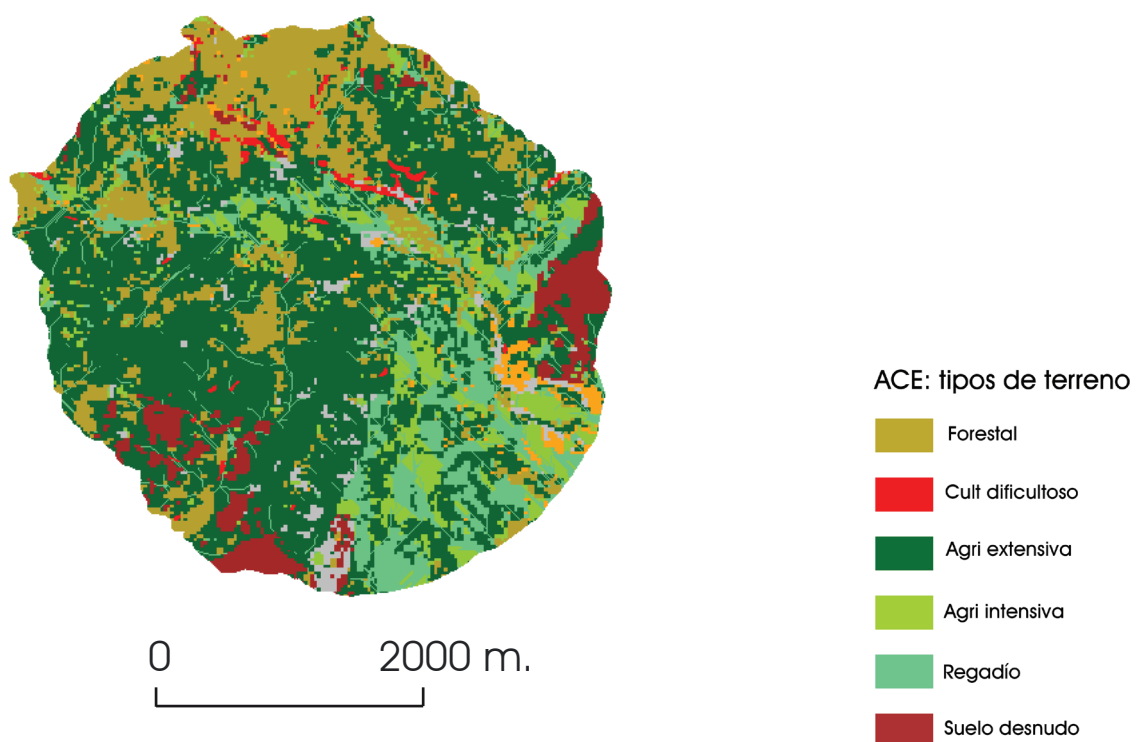 ACE: tipos de terreno
Forestal
Cult dificultoso
Agri extensiva
Agri intensiva
Regadío
Suelo desnudo
0 2000 m.